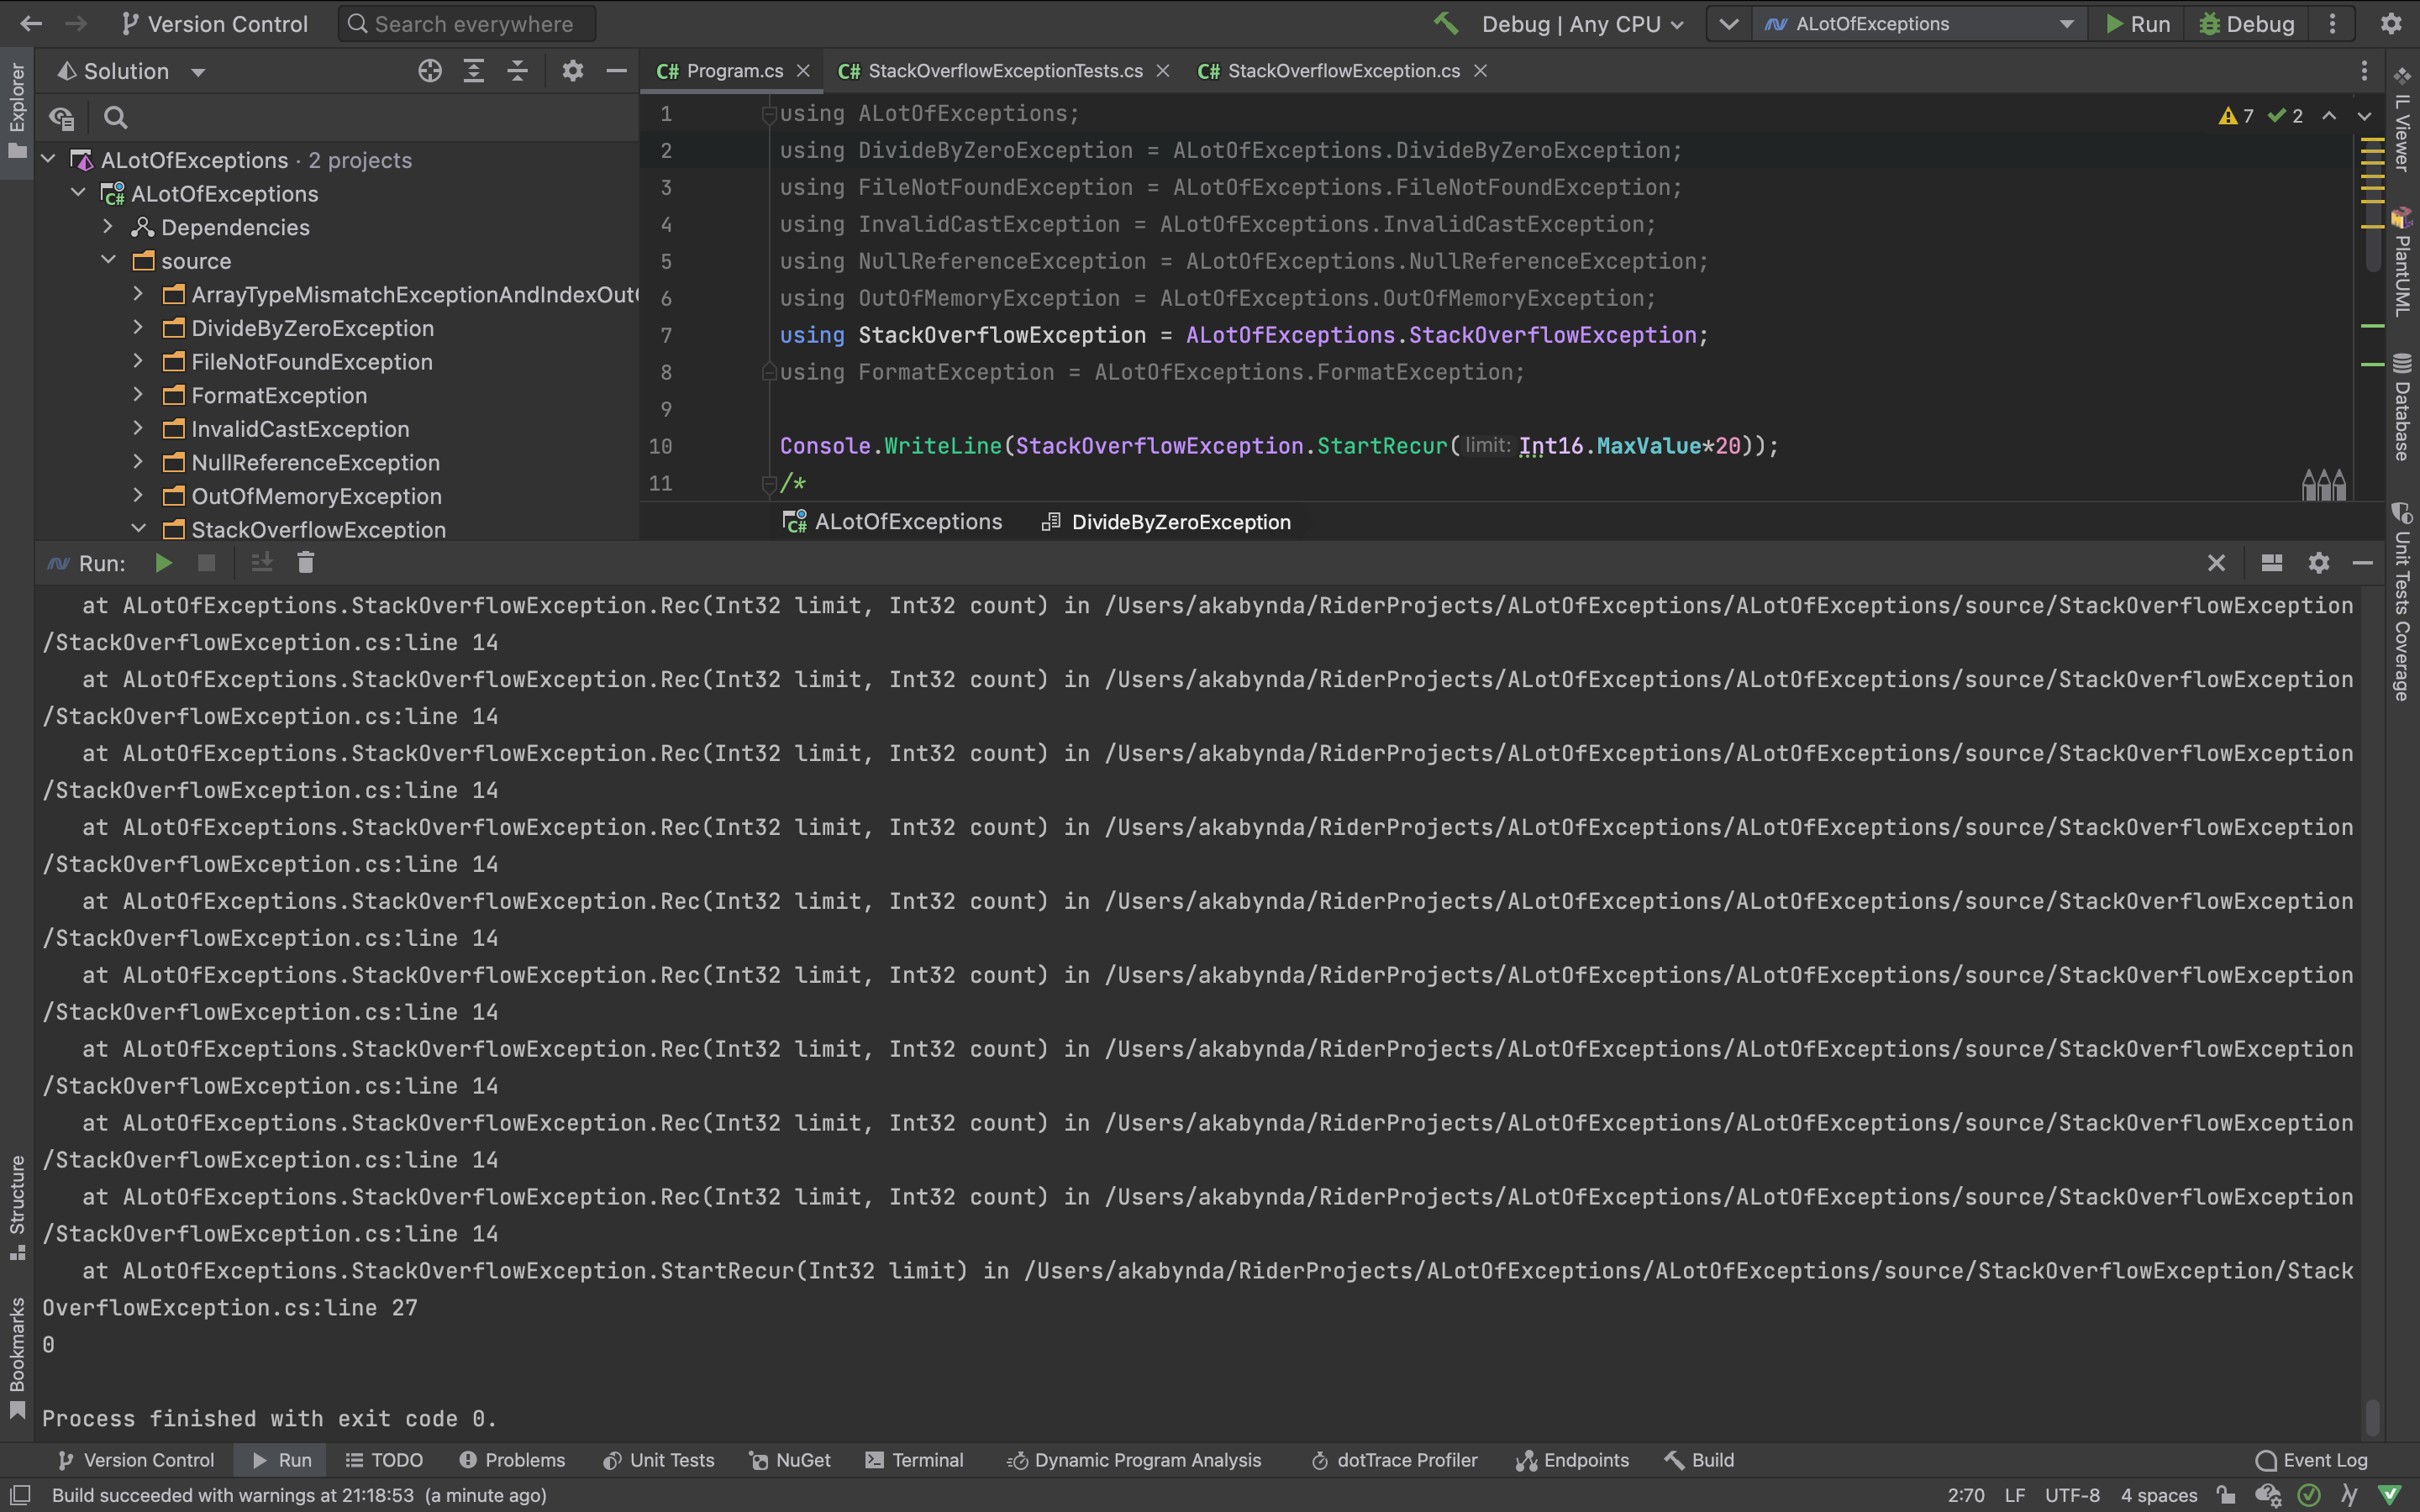 Version Control
Search everywhere
Debug | Any CPU
ALotOfExceptions
Run
Debug
Explorer
Solution
Program.cs
StackOverflowExceptionTests.cs
StackOverflowException.cs
ALotOfExceptions · 2 projects
ALotOfExceptions
Dependencies
source
ArrayTypeMismatchExceptionAndIndexOut
DivideByZeroException
FileNotFoundException
FormatException
InvalidCastException
NullReferenceException
OutOfMemoryException
StackOverflowException
7 2
1 using ALotOfExceptions;
2 using DivideByZeroException = ALotOfExceptions.DivideByZeroException;
3 using FileNotFoundException = ALotOfExceptions.FileNotFoundException;
4 using InvalidCastException = ALotOfExceptions.InvalidCastException;
5 using NullReferenceException = ALotOfExceptions.NullReferenceException;
6 using OutOfMemoryException = ALotOfExceptions.OutOfMemoryException;
7 using StackOverflowException = ALotOfExceptions.StackOverflowException;
8 using FormatException = ALotOfExceptions.FormatException;
9
10 Console.WriteLine(StackOverflowException.StartRecur(limit: Int16.MaxValue*20));
11 /*
ALotOfExceptions DivideByZeroException
IL Viewer
PlantUML
Database
Unit Tests Coverage
Run:
at ALotOfExceptions.StackOverflowException.Rec(Int32 limit, Int32 count) in /Users/akabynda/RiderProjects/ALotOfExceptions/ALotOfExceptions/source/StackOverflowException
/StackOverflowException.cs:line 14
at ALotOfExceptions.StackOverflowException.Rec(Int32 limit, Int32 count) in /Users/akabynda/RiderProjects/ALotOfExceptions/ALotOfExceptions/source/StackOverflowException
/StackOverflowException.cs:line 14
at ALotOfExceptions.StackOverflowException.Rec(Int32 limit, Int32 count) in /Users/akabynda/RiderProjects/ALotOfExceptions/ALotOfExceptions/source/StackOverflowException
/StackOverflowException.cs:line 14
at ALotOfExceptions.StackOverflowException.Rec(Int32 limit, Int32 count) in /Users/akabynda/RiderProjects/ALotOfExceptions/ALotOfExceptions/source/StackOverflowException
/StackOverflowException.cs:line 14
at ALotOfExceptions.StackOverflowException.Rec(Int32 limit, Int32 count) in /Users/akabynda/RiderProjects/ALotOfExceptions/ALotOfExceptions/source/StackOverflowException
/StackOverflowException.cs:line 14
at ALotOfExceptions.StackOverflowException.Rec(Int32 limit, Int32 count) in /Users/akabynda/RiderProjects/ALotOfExceptions/ALotOfExceptions/source/StackOverflowException
/StackOverflowException.cs:line 14
at ALotOfExceptions.StackOverflowException.Rec(Int32 limit, Int32 count) in /Users/akabynda/RiderProjects/ALotOfExceptions/ALotOfExceptions/source/StackOverflowException
/StackOverflowException.cs:line 14
at ALotOfExceptions.StackOverflowException.Rec(Int32 limit, Int32 count) in /Users/akabynda/RiderProjects/ALotOfExceptions/ALotOfExceptions/source/StackOverflowException
/StackOverflowException.cs:line 14
at ALotOfExceptions.StackOverflowException.Rec(Int32 limit, Int32 count) in /Users/akabynda/RiderProjects/ALotOfExceptions/ALotOfExceptions/source/StackOverflowException
/StackOverflowException.cs:line 14
at ALotOfExceptions.StackOverflowException.StartRecur(Int32 limit) in /Users/akabynda/RiderProjects/ALotOfExceptions/ALotOfExceptions/source/StackOverflowException/Stack
OverflowException.cs:line 27
0
Process finished with exit code 0.
Structure
Bookmarks
Version Control
Run
TODO
Problems
Unit Tests
NuGet
Terminal
Dynamic Program Analysis
dotTrace Profiler
Endpoints
Build
Event Log
Build succeeded with warnings at 21:18:53 (a minute ago)
2:70 LF UTF-8 4 spaces